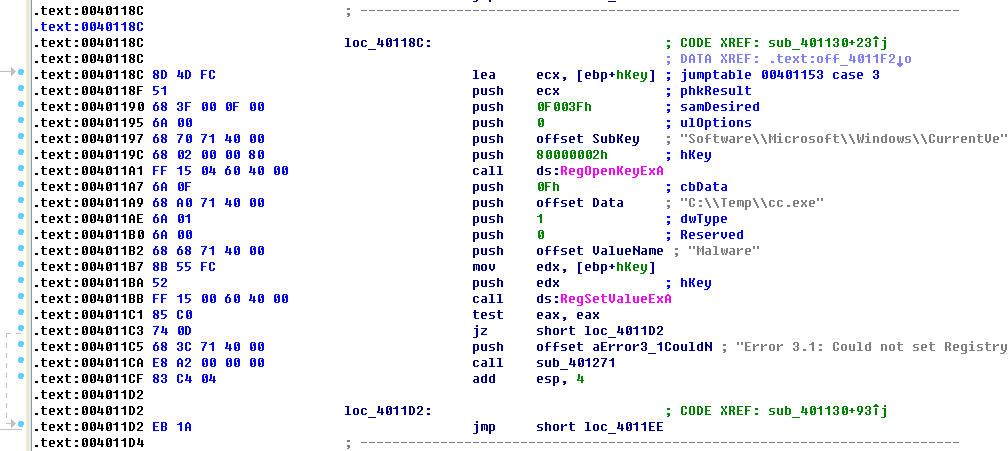 .text:0040118C ; ---------------------------------------------------------------------------
.text:0040118C
.text:0040118C loc_40118C: ; CODE XREF: sub_401130+23↑j
.text:0040118C ; DATA XREF: .text:off_4011F2↓o
.text:0040118C 8D 4D FC lea ecx, [ebp+hKey] ; jumptable 00401153 case 3
.text:0040118F 51 push ecx ; phkResult
.text:00401190 68 3F 00 0F 00 push 0F003Fh ; samDesired
.text:00401195 6A 00 push 0 ; ulOptions
.text:00401197 68 70 71 40 00 push offset SubKey ; "Software\\Microsoft\\Windows\\CurrentVe"
.text:0040119C 68 02 00 00 80 push 80000002h ; hKey
.text:004011A1 FF 15 04 60 40 00 call ds:RegOpenKeyExA
.text:004011A7 6A 0F push 0Fh ; cbData
.text:004011A9 68 A0 71 40 00 push offset Data ; "C:\\Temp\\cc.exe"
.text:004011AE 6A 01 push 1 ; dwType
.text:004011B0 6A 00 push 0 ; Reserved
.text:004011B2 68 68 71 40 00 push offset ValueName ; "Malware"
.text:004011B7 8B 55 FC mov edx, [ebp+hKey]
.text:004011BA 52 push edx ; hKey
.text:004011BB FF 15 00 60 40 00 call ds:RegSetValueExA
.text:004011C1 85 C0 test eax, eax
.text:004011C3 74 0D jz short loc_4011D2
.text:004011C5 68 3C 71 40 00 push offset aError3_1CouldN ; "Error 3.1: Could not set Registry
.text:004011CA E8 A2 00 00 00 call sub_401271
.text:004011CF 83 C4 04 add esp, 4
.text:004011D2
.text:004011D2 loc_4011D2: ; CODE XREF: sub_401130+93↑j
.text:004011D2 EB 1A jmp short loc_4011EE
.text:004011D4 ; ---------------------------------------------------------------------------